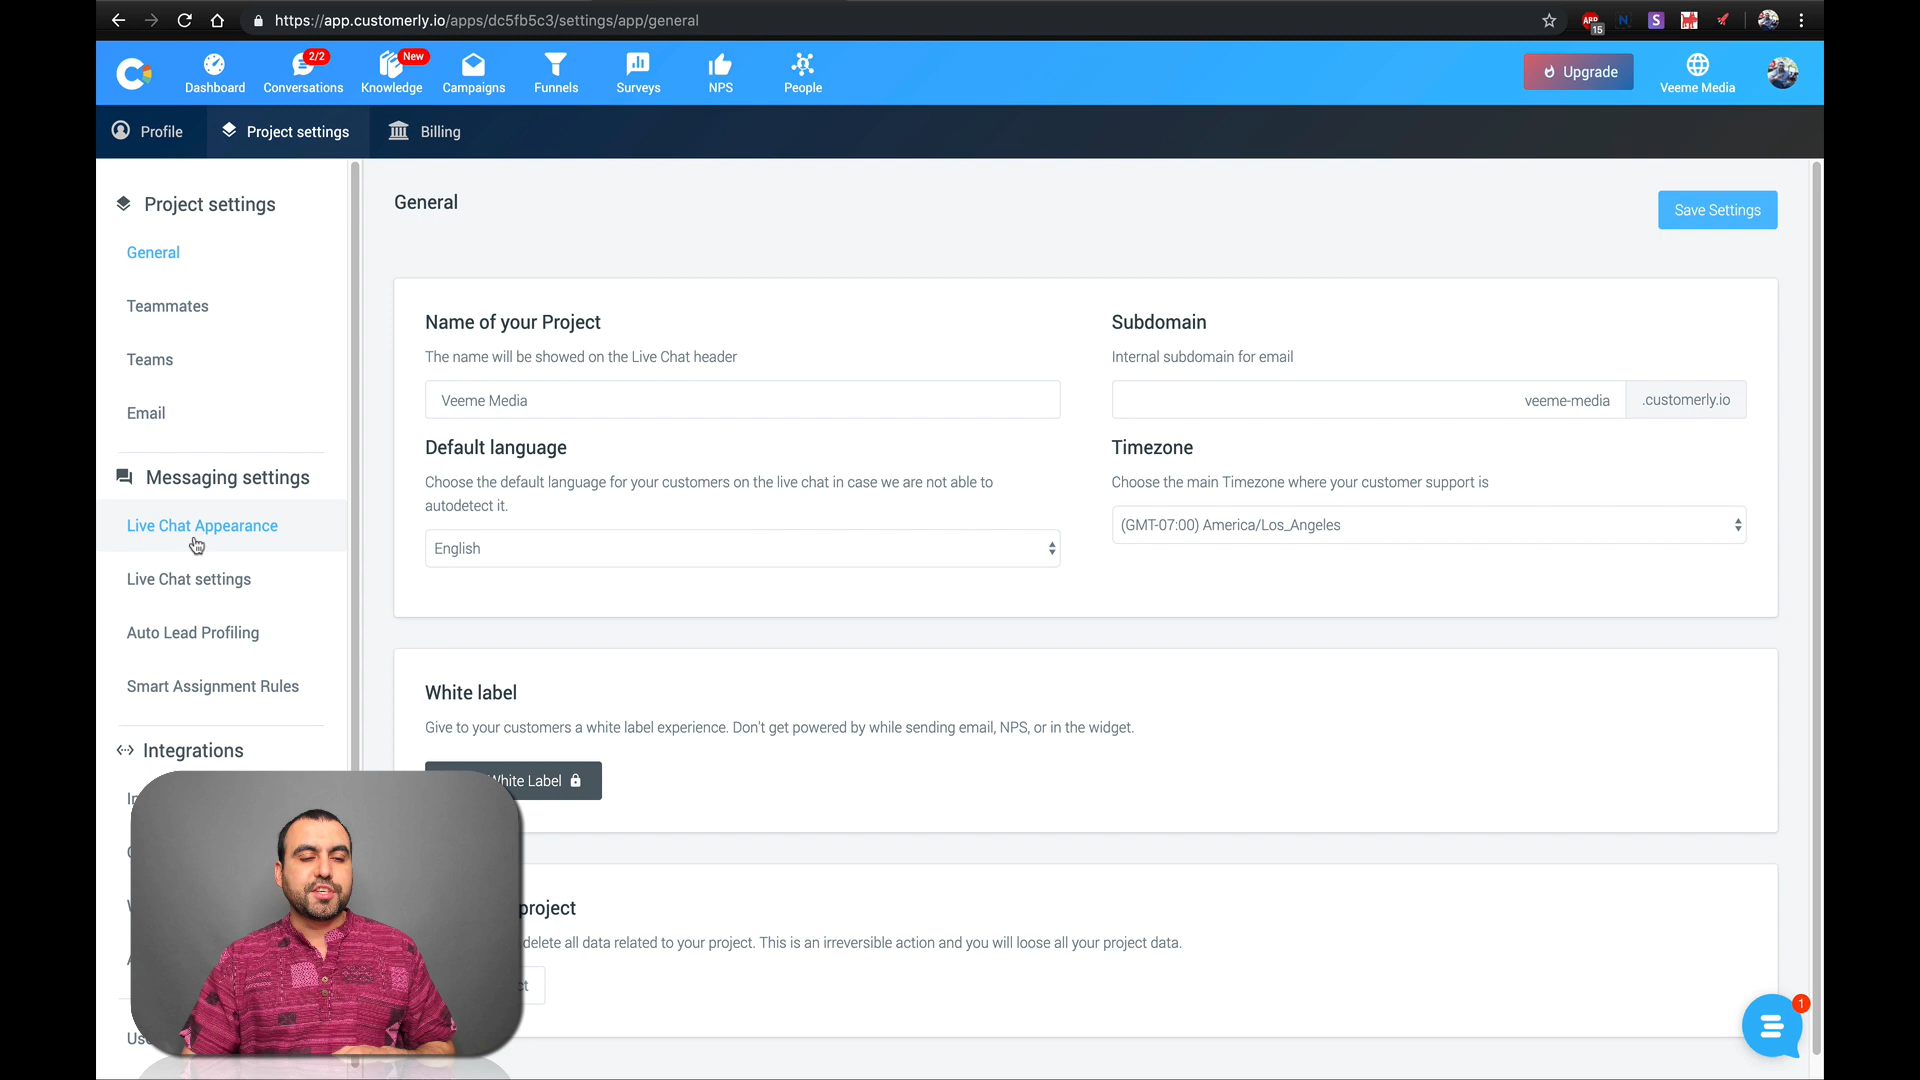 https://app.customerly.io/apps/dc5fb5c3/settings/app/general
ABP
15
N
S
Dashboard
2/2
Conversations
New
Knowledge
Campaigns
Funnels
Surveys
NPS
People
Upgrade
Veeme Media
Profile
Project settings
Billing
Project settings
General
Teammates
Teams
Email
Messaging settings
Live Chat Appearance
Live Chat settings
Auto Lead Profiling
Smart Assignment Rules
Integrations
General
Save Settings
Name of your Project
The name will be showed on the Live Chat header
Veeme Media
Subdomain
Internal subdomain for email
veeme-media .customerly.io
Default language
Choose the default language for your customers on the live chat in case we are not able to
autodetect it.
English
Timezone
Choose the main Timezone where your customer support is
(GMT-07:00) America/Los_Angeles
White label
Give to your customers a white label experience. Don't get powered by while sending email, NPS, or in the widget.
White Label
project
delete all data related to your project. This is an irreversible action and you will loose all your project data.
1